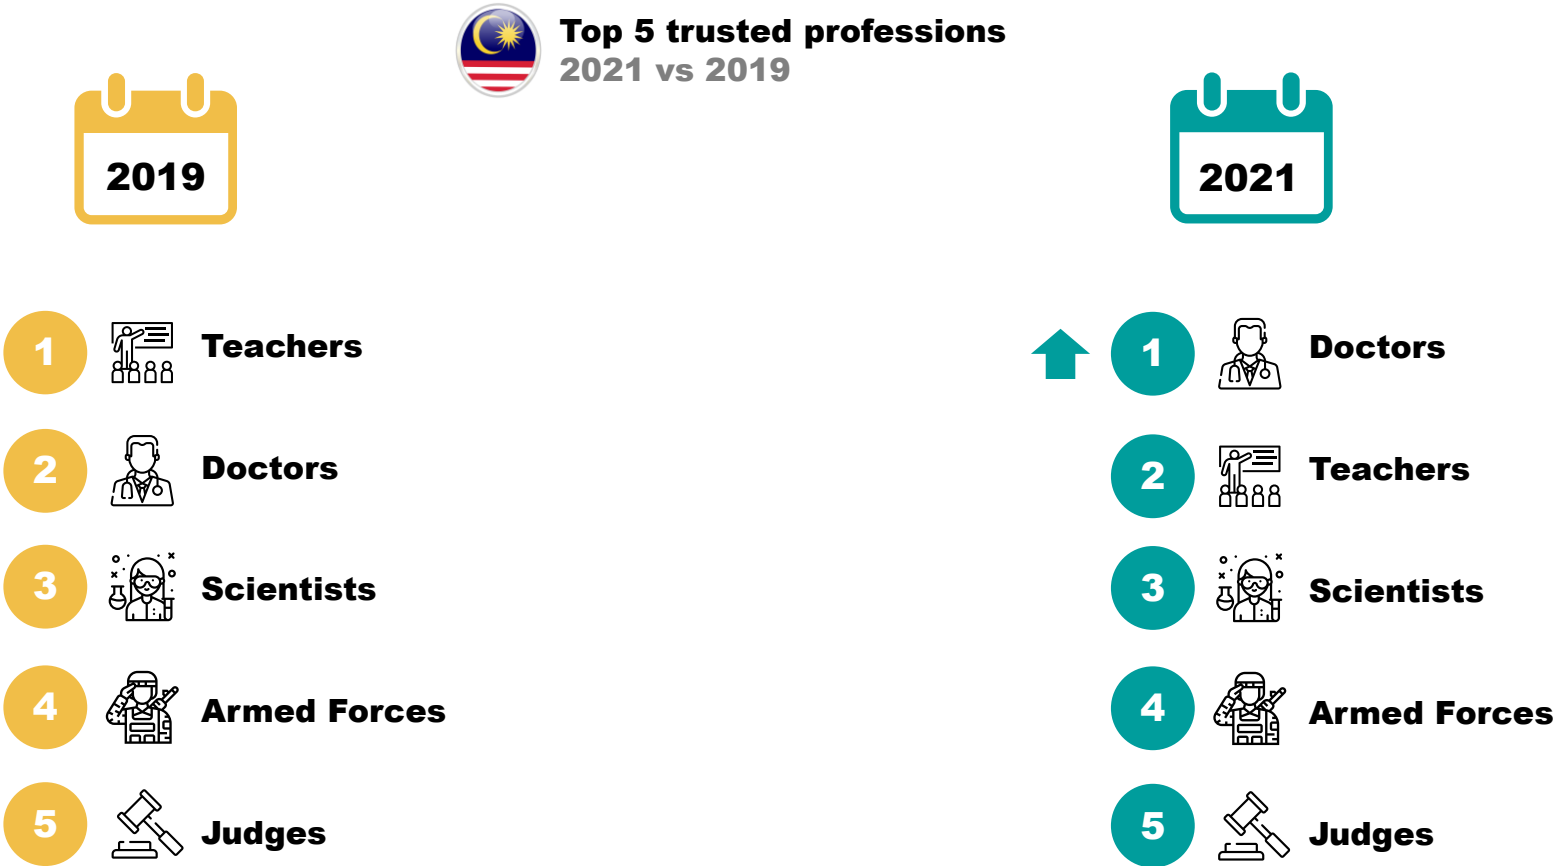 Top 5 trusted professions
2021 vs 2019
2019
1 Teachers
2 Doctors
3 Scientists
4 Armed Forces
5 Judges
2021
1 Doctors
2 Teachers
3 Scientists
4 Armed Forces
5 Judges